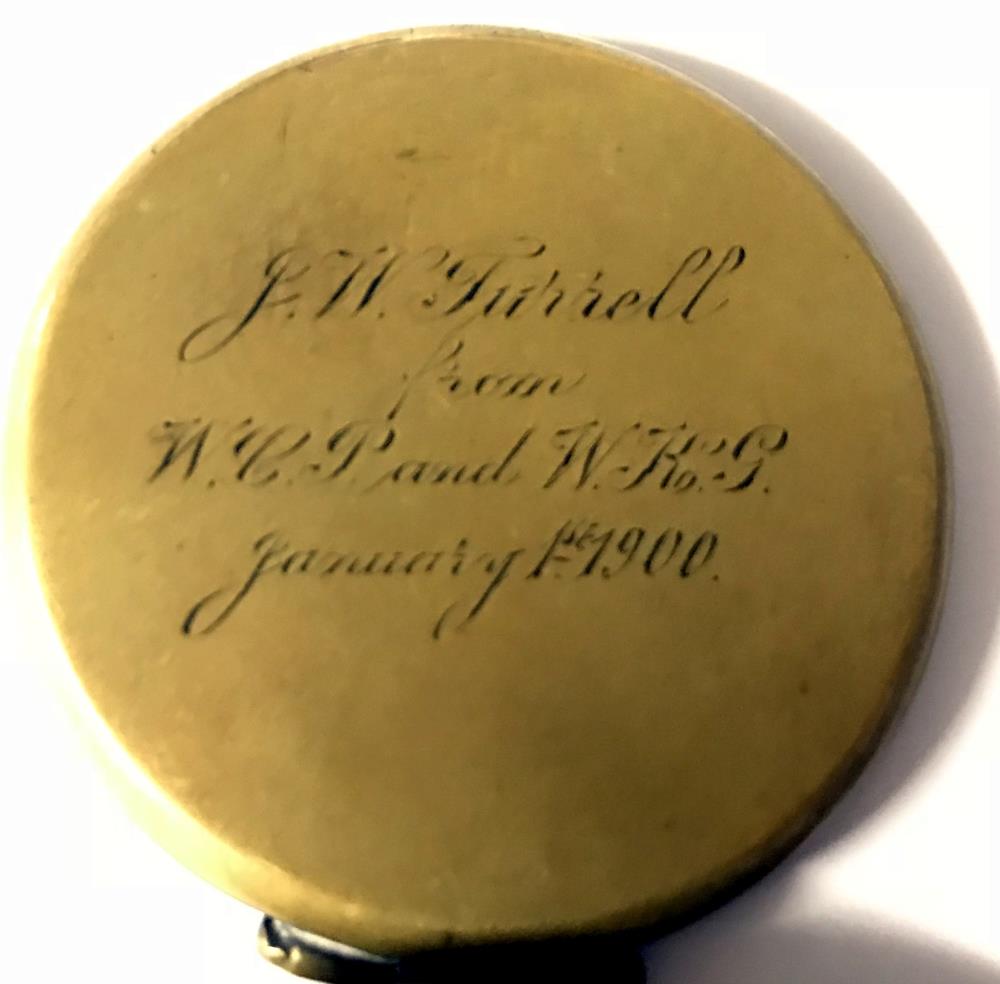 J. W. Turrell
from
W. C. P. and W. R. G.
January 1st 1900.